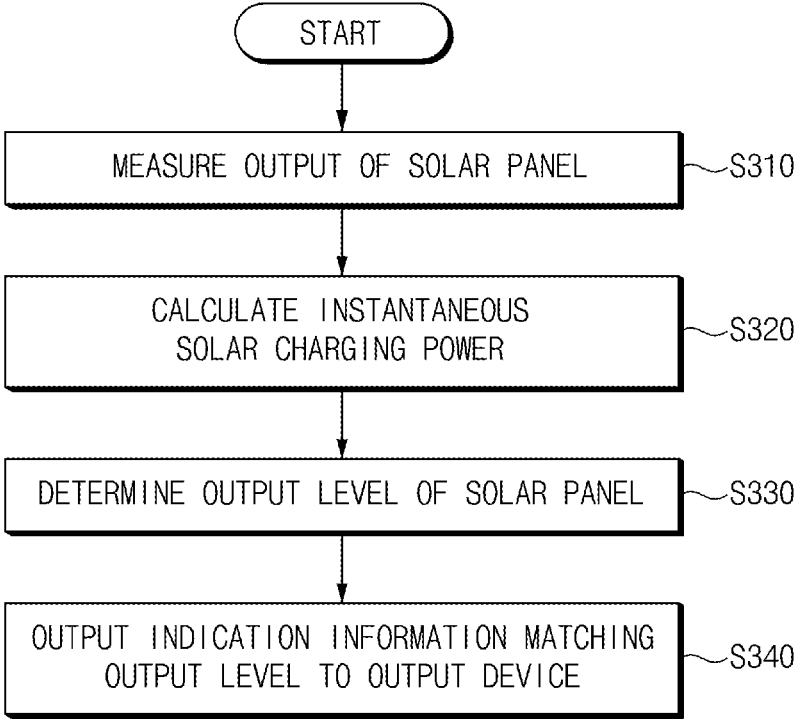 START
MEASURE OUTPUT OF SOLAR PANEL
S310
CALCULATE INSTANTANEOUS
SOLAR CHARGING POWER
S320
DETERMINE OUTPUT LEVEL OF SOLAR PANEL
S330
OUTPUT INDICATION INFORMATION MATCHING
OUTPUT LEVEL TO OUTPUT DEVICE
S340